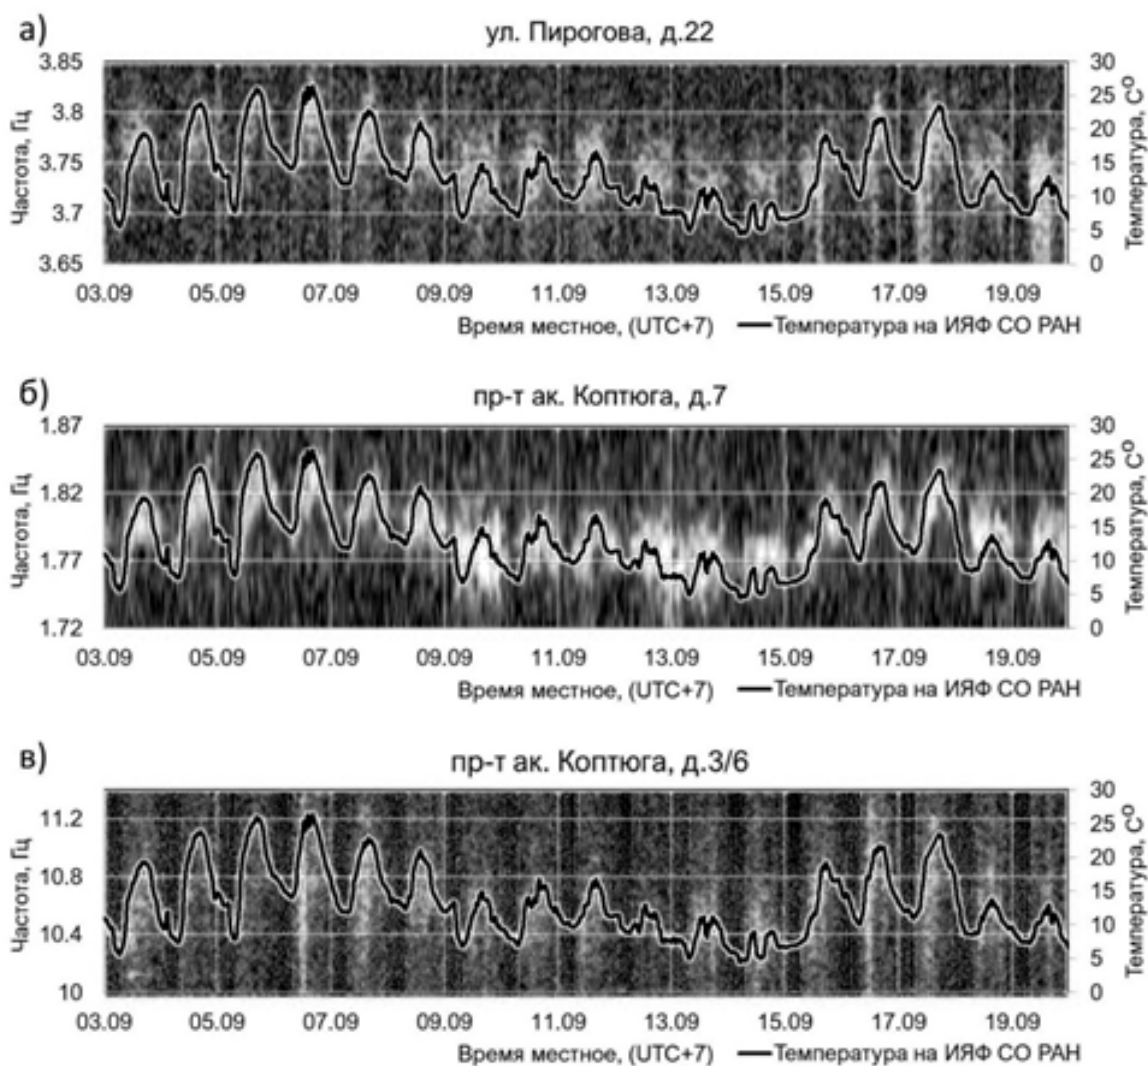 а)
ул. Пирогова, д.22
3.85
3.8
3.75
3.7
3.65
Частота, Гц
30
25
20
15
10
5
0
Температура, С°
03.09 05.09 07.09 09.09 11.09 13.09 15.09 17.09 19.09
Время местное, (UTC+7) Температура на ИЯФ СО РАН
б)
пр-т ак. Коптюга, д.7
1.87
1.82
1.77
1.72
Частота, Гц
30
25
20
15
10
5
0
Температура, С°
03.09 05.09 07.09 09.09 11.09 13.09 15.09 17.09 19.09
Время местное, (UTC+7) Температура на ИЯФ СО РАН
в)
пр-т ак. Коптюга, д.3/6
11.2
10.8
10.4
10
Частота, Гц
30
25
20
15
10
5
0
Температура, С°
03.09 05.09 07.09 09.09 11.09 13.09 15.09 17.09 19.09
Время местное, (UTC+7) Температура на ИЯФ СО РАН